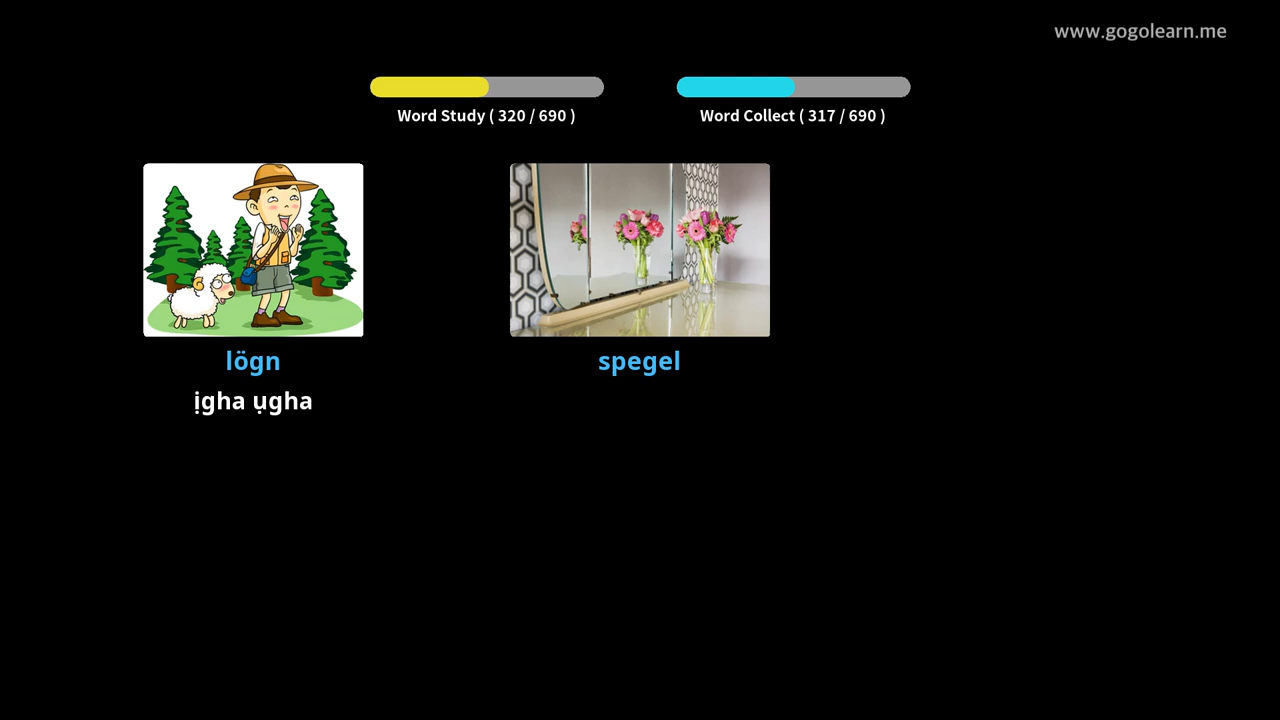 www.gogolearn.me
Word Study ( 320 / 690 )
Word Collect ( 317 / 690 )
lögn
ịgha ụgha
spegel